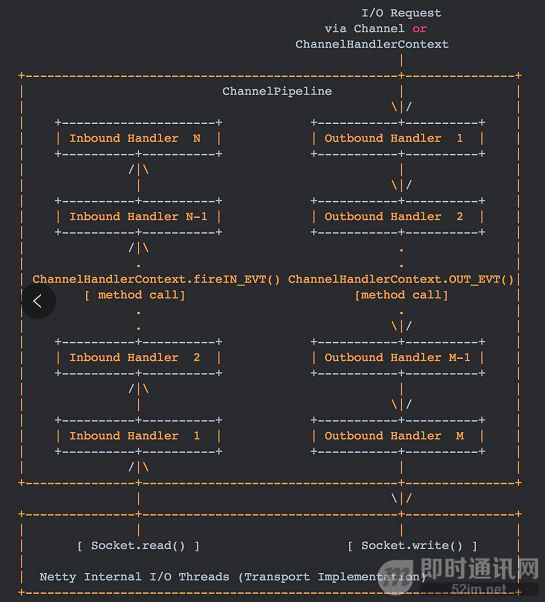 I/O Request
via Channel or
ChannelHandlerContext
ChannelPipeline
Inbound Handler N
Outbound Handler 1
Inbound Handler N-1
Outbound Handler 2
ChannelHandlerContext.fireIN_EVT()
ChannelHandlerContext.OUT_EVT()
[ method call]
[method call]
Inbound Handler 2
Outbound Handler M-1
Inbound Handler 1
Outbound Handler M
[ Socket.read() ]
[ Socket.write() ]
Netty Internal I/O Threads (Transport Implementation)
即时通讯网
52im.net